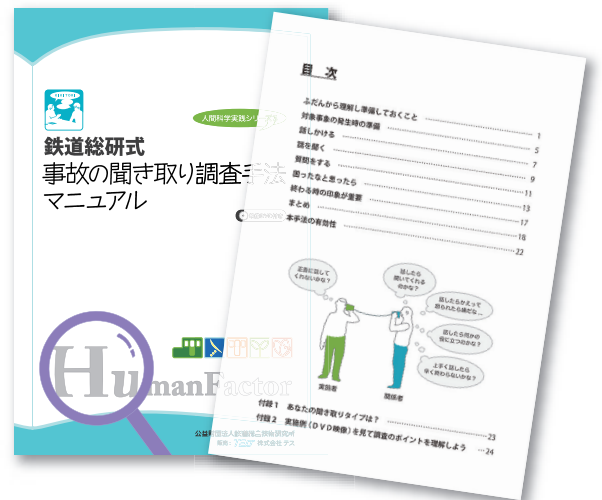 人間科学実践シリーズ
鉄道総研式
事故の聞き取り調査手法
マニュアル
HumanFactor
公益財団法人鉄道総合技術研究所
株式会社 テス
目 次
ふだんから理解し準備しておくこと 1
対象事象の発生時の準備 5
話しかける 7
話を聞く 9
質問をする 11
困ったなと思ったら 13
終わる時の印象が重要 17
まとめ 18
本手法の有効性 22
正直に話して
くれないかな？
話したら
聞いてくれる
のかな？
話したらかえって
怒られたら嫌だな…
話したら何かの
役に立つのかな？
上手く話したら
早く終わらないかな？
実施者
関係者
付録１ あなたの聞き取りタイプは？ 23
付録２ 実施例（ＤＶＤ映像）を見て調査のポイントを理解しよう 24